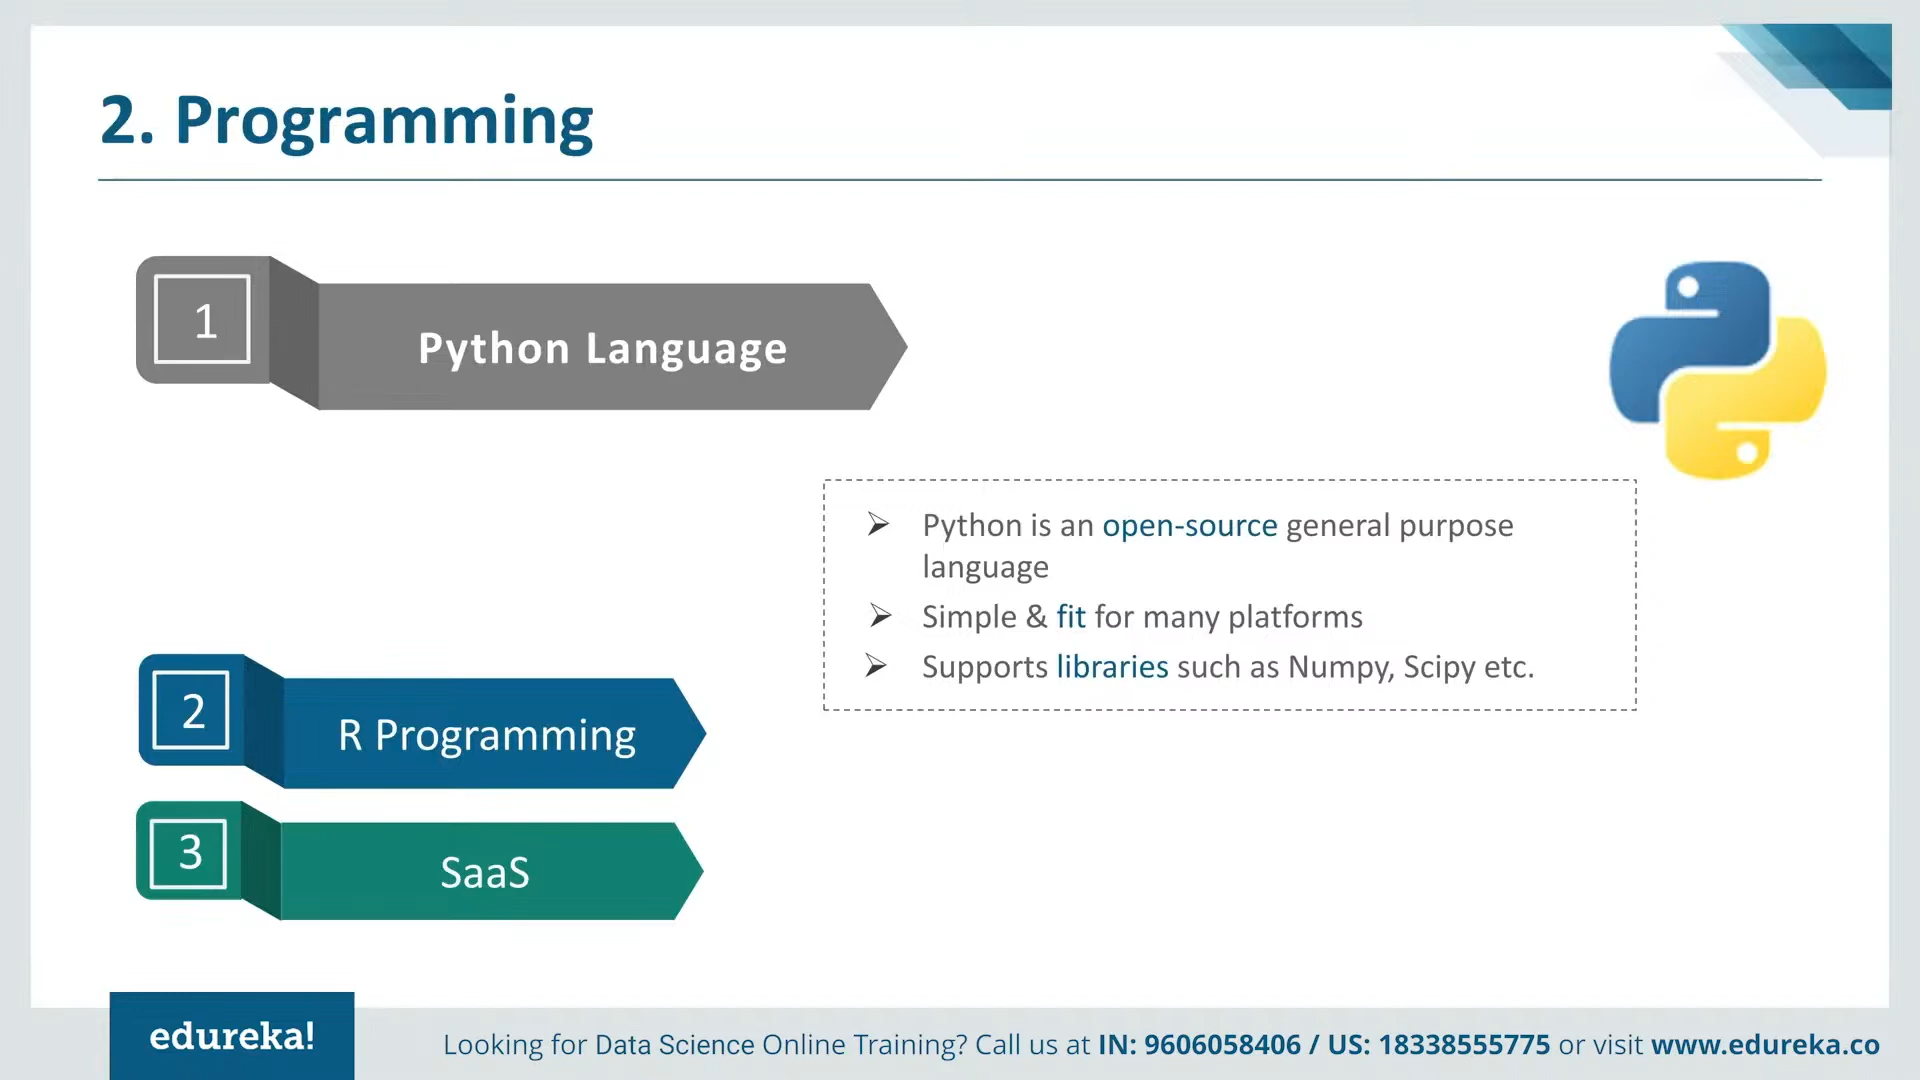 2. Programming
1
Python Language
➢ Python is an open-source general purpose
language
➢ Simple & fit for many platforms
➢ Supports libraries such as Numpy, Scipy etc.
2
R Programming
3
SaaS
edureka!
Looking for Data Science Online Training? Call us at IN: 9606058406 / US: 18338555775 or visit www.edureka.co